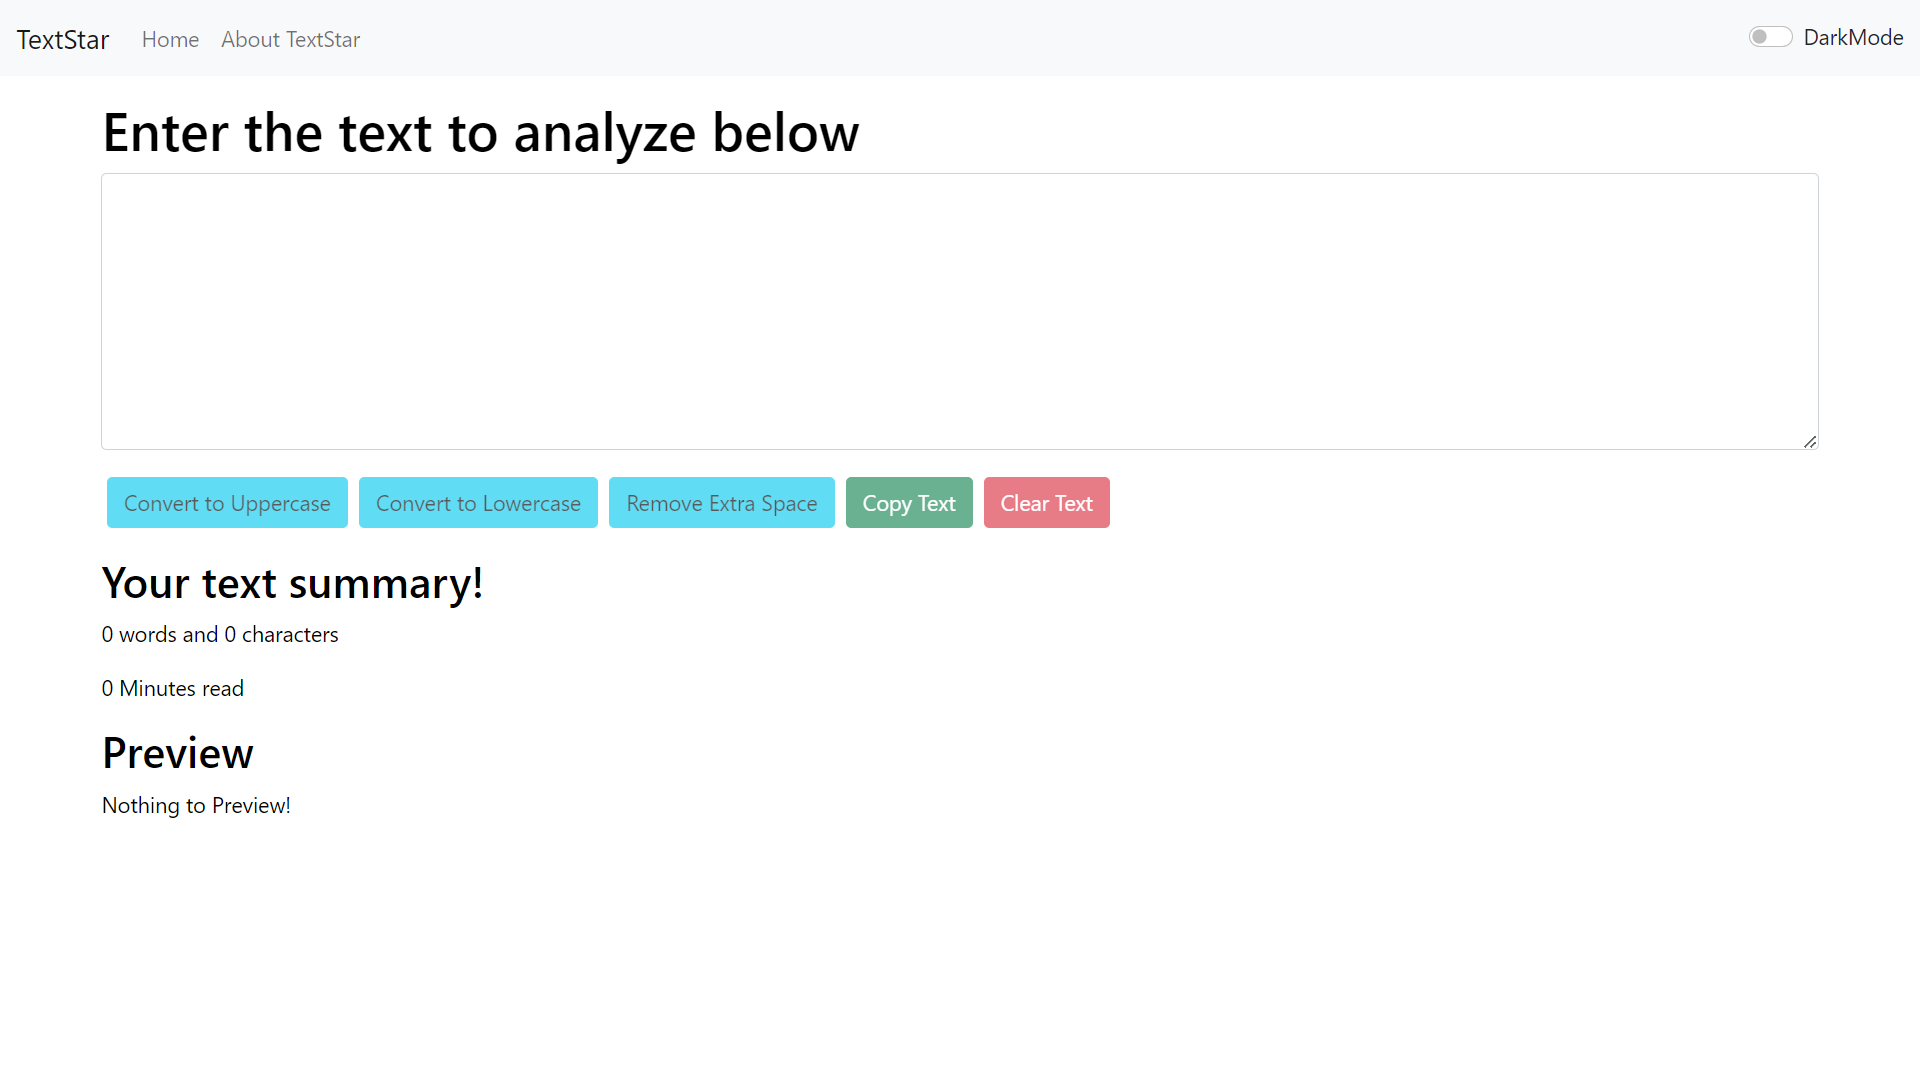 TextStar Home About TextStar DarkMode
Enter the text to analyze below
Convert to Uppercase Convert to Lowercase Remove Extra Space Copy Text Clear Text
Your text summary!
0 words and 0 characters
0 Minutes read
Preview
Nothing to Preview!